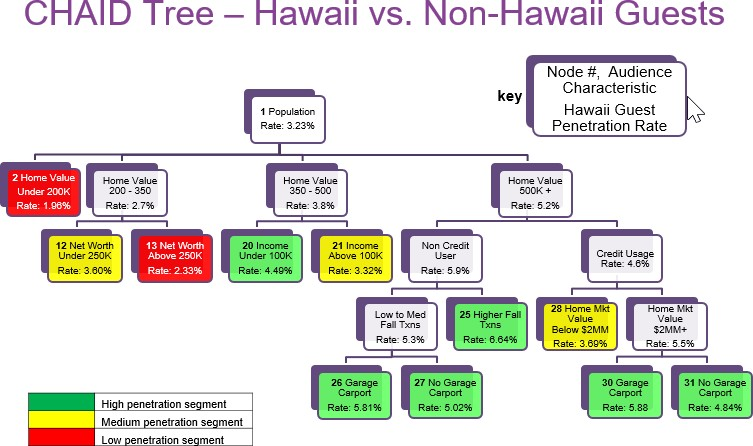 CHAID Tree – Hawaii vs. Non-Hawaii Guests
key
Node #, Audience
Characteristic
Hawaii Guest
Penetration Rate
1 Population
Rate: 3.23%
2 Home Value
Under 200K
Rate: 1.96%
Home Value
200 - 350
Rate: 2.7%
Home Value
350 - 500
Rate: 3.8%
Home Value
500K +
Rate: 5.2%
12 Net Worth
Under 250K
Rate: 3.60%
13 Net Worth
Above 250K
Rate: 2.33%
20 Income
Under 100K
Rate: 4.49%
21 Income
Above 100K
Rate: 3.32%
Non Credit
User
Rate: 5.9%
Credit Usage
Rate: 4.6%
Low to Med
Fall Txns
Rate: 5.3%
25 Higher Fall
Txns
Rate: 6.64%
28 Home Mkt
Value
Below $2MM
Rate: 3.69%
Home Mkt
Value
$2MM+
Rate: 5.5%
26 Garage
Carport
Rate: 5.81%
27 No Garage
Carport
Rate: 5.02%
30 Garage
Carport
Rate: 5.88
31 No Garage
Carport
Rate: 4.84%
High penetration segment
Medium penetration segment
Low penetration segment